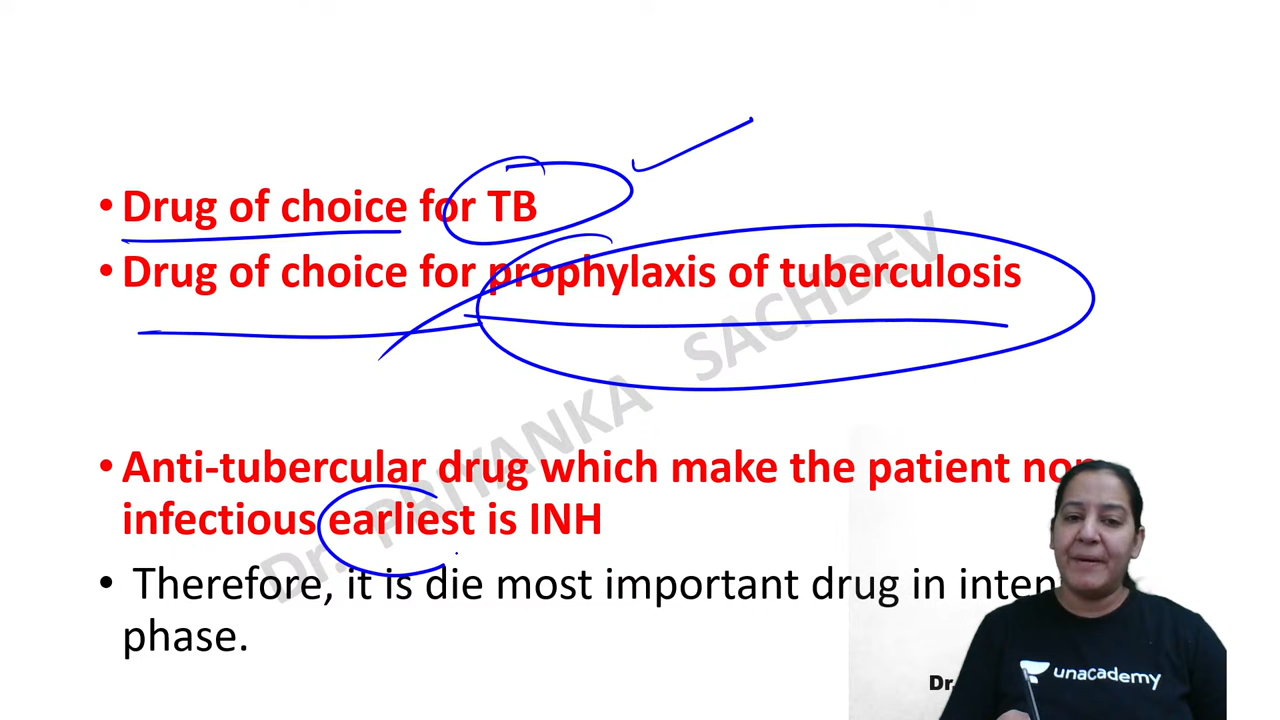 • Drug of choice for TB
• Drug of choice for prophylaxis of tuberculosis
• Anti-tubercular drug which make the patient non
infectious earliest is INH
• Therefore, it is die most important drug in inten
phase.
Dr. PRIYANKA SACHDEV
unacademy
Dr.